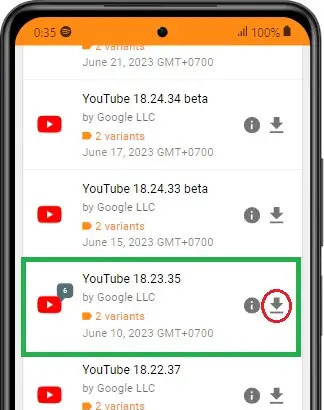 0:35 100%
2 variants
June 21, 2023 GMT+0700
YouTube 18.24.34 beta
by Google LLC
2 variants
June 17, 2023 GMT+0700
YouTube 18.24.33 beta
by Google LLC
2 variants
June 15, 2023 GMT+0700
6
YouTube 18.23.35
by Google LLC
2 variants
June 10, 2023 GMT+0700
YouTube 18.22.37
by Google LLC
2 variants